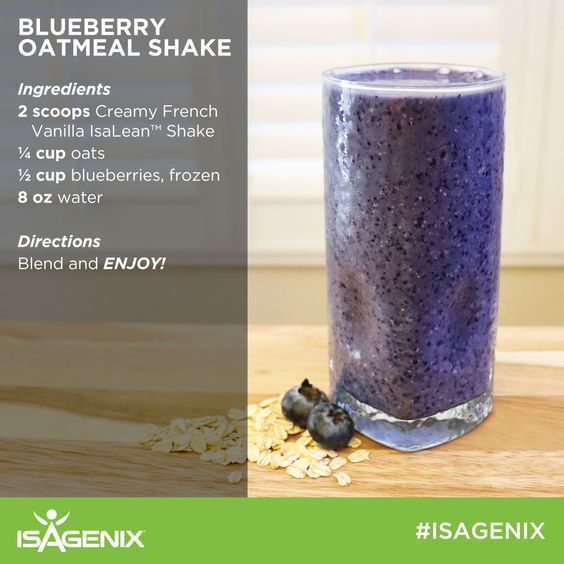 BLUEBERRY
OATMEAL SHAKE
Ingredients
2 scoops Creamy French
Vanilla IsaLean™ Shake
¼ cup oats
½ cup blueberries, frozen
8 oz water
Directions
Blend and ENJOY!
ISAGENIX
#ISAGENIX